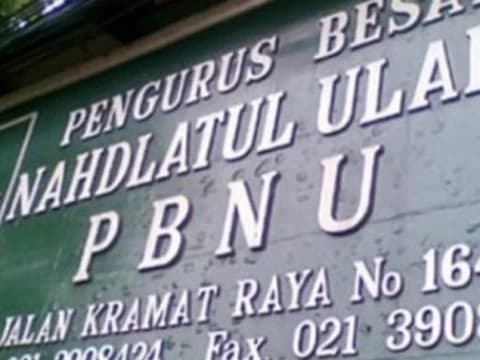 PENGURUS BESA
NAHDLATUL ULA
PBNU
JALAN KRAMAT RAYA No 164
Fax. 021 390